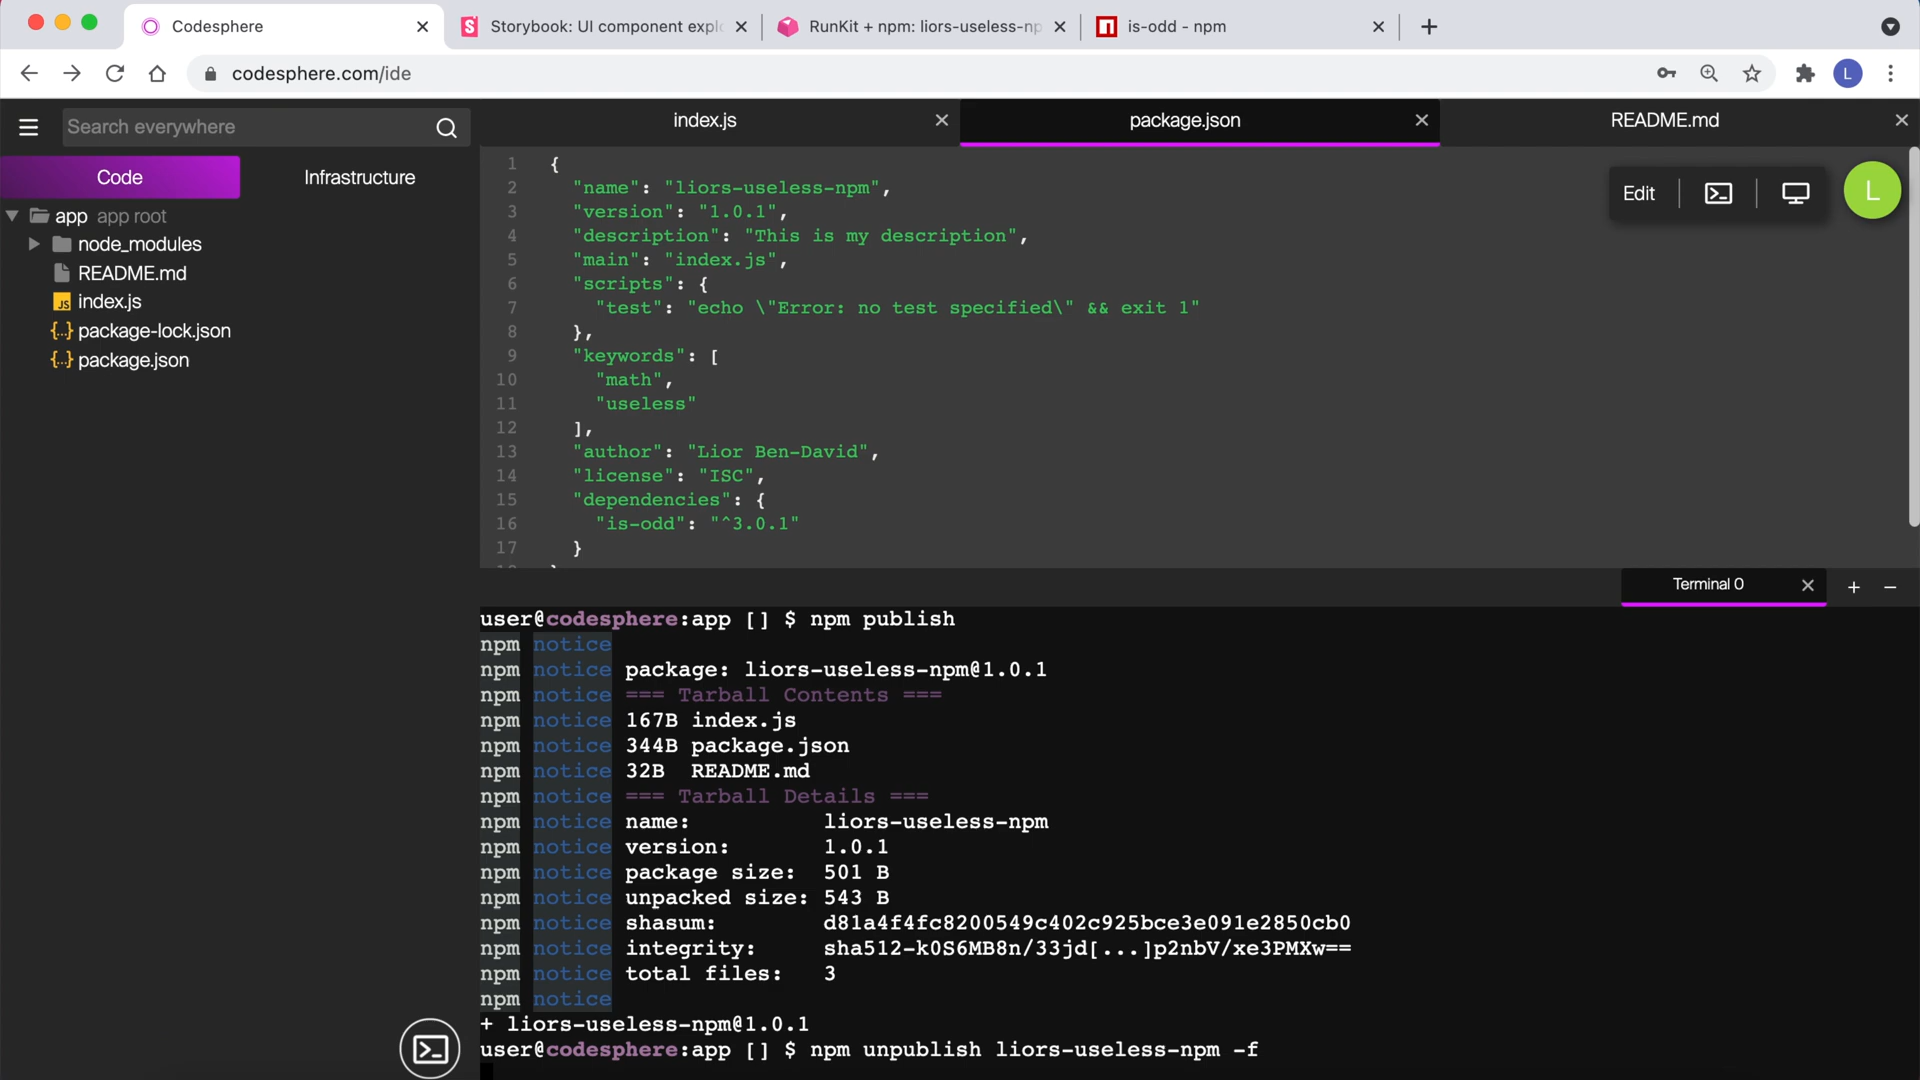 Codesphere
Storybook: UI component explo
RunKit + npm: liors-useless-np
is-odd - npm
codesphere.com/ide
L
Search everywhere
index.js
package.json
README.md
Code
Infrastructure
app app root
node_modules
README.md
JS index.js
{..} package-lock.json
{..} package.json
Edit
L
1 {
2 "name": "liors-useless-npm",
3 "version": "1.0.1",
4 "description": "This is my description",
5 "main": "index.js",
6 "scripts": {
7 "test": "echo \"Error: no test specified\" && exit 1"
8 },
9 "keywords": [
10 "math",
11 "useless"
12 ],
13 "author": "Lior Ben-David",
14 "license": "ISC",
15 "dependencies": {
16 "is-odd": "^3.0.1"
17 }
Terminal 0
user@codesphere:app [] $ npm publish
npm notice
npm notice package: liors-useless-npm@1.0.1
npm notice === Tarball Contents ===
npm notice 167B index.js
npm notice 344B package.json
npm notice 32B README.md
npm notice === Tarball Details ===
npm notice name: liors-useless-npm
npm notice version: 1.0.1
npm notice package size: 501 B
npm notice unpacked size: 543 B
npm notice shasum: d81a4f4fc8200549c402c925bce3e091e2850cb0
npm notice integrity: sha512-k0S6MB8n/33jd[...]p2nbV/xe3PMXw==
npm notice total files: 3
npm notice
+ liors-useless-npm@1.0.1
user@codesphere:app [] $ npm unpublish liors-useless-npm -f